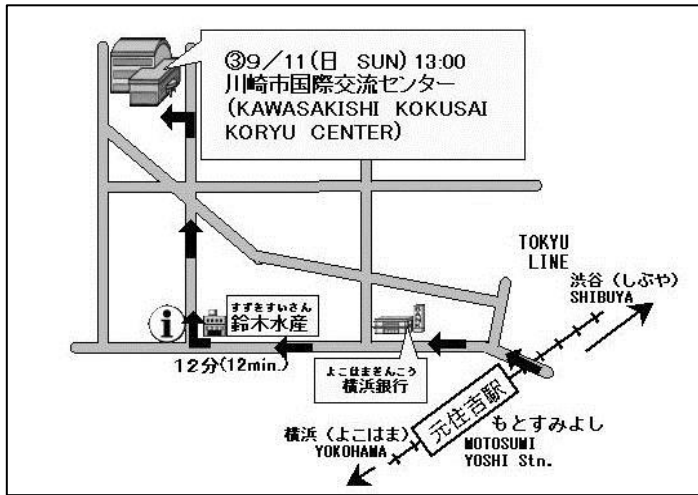 ③9/11(日 SUN) 13:00
川崎市国際交流センター
(KAWASAKISHI KOKUSAI
KORYU CENTER)
TOKYU
LINE
渋谷(しぶや)
SHIBUYA
i
すずきすいさん
鈴木水産
12分(12min.)
よこはまぎんこう
横浜銀行
元住吉駅
もとすみよし
MOTOSUMI
YOSHI Stn.
横浜(よこはま)
YOKOHAMA